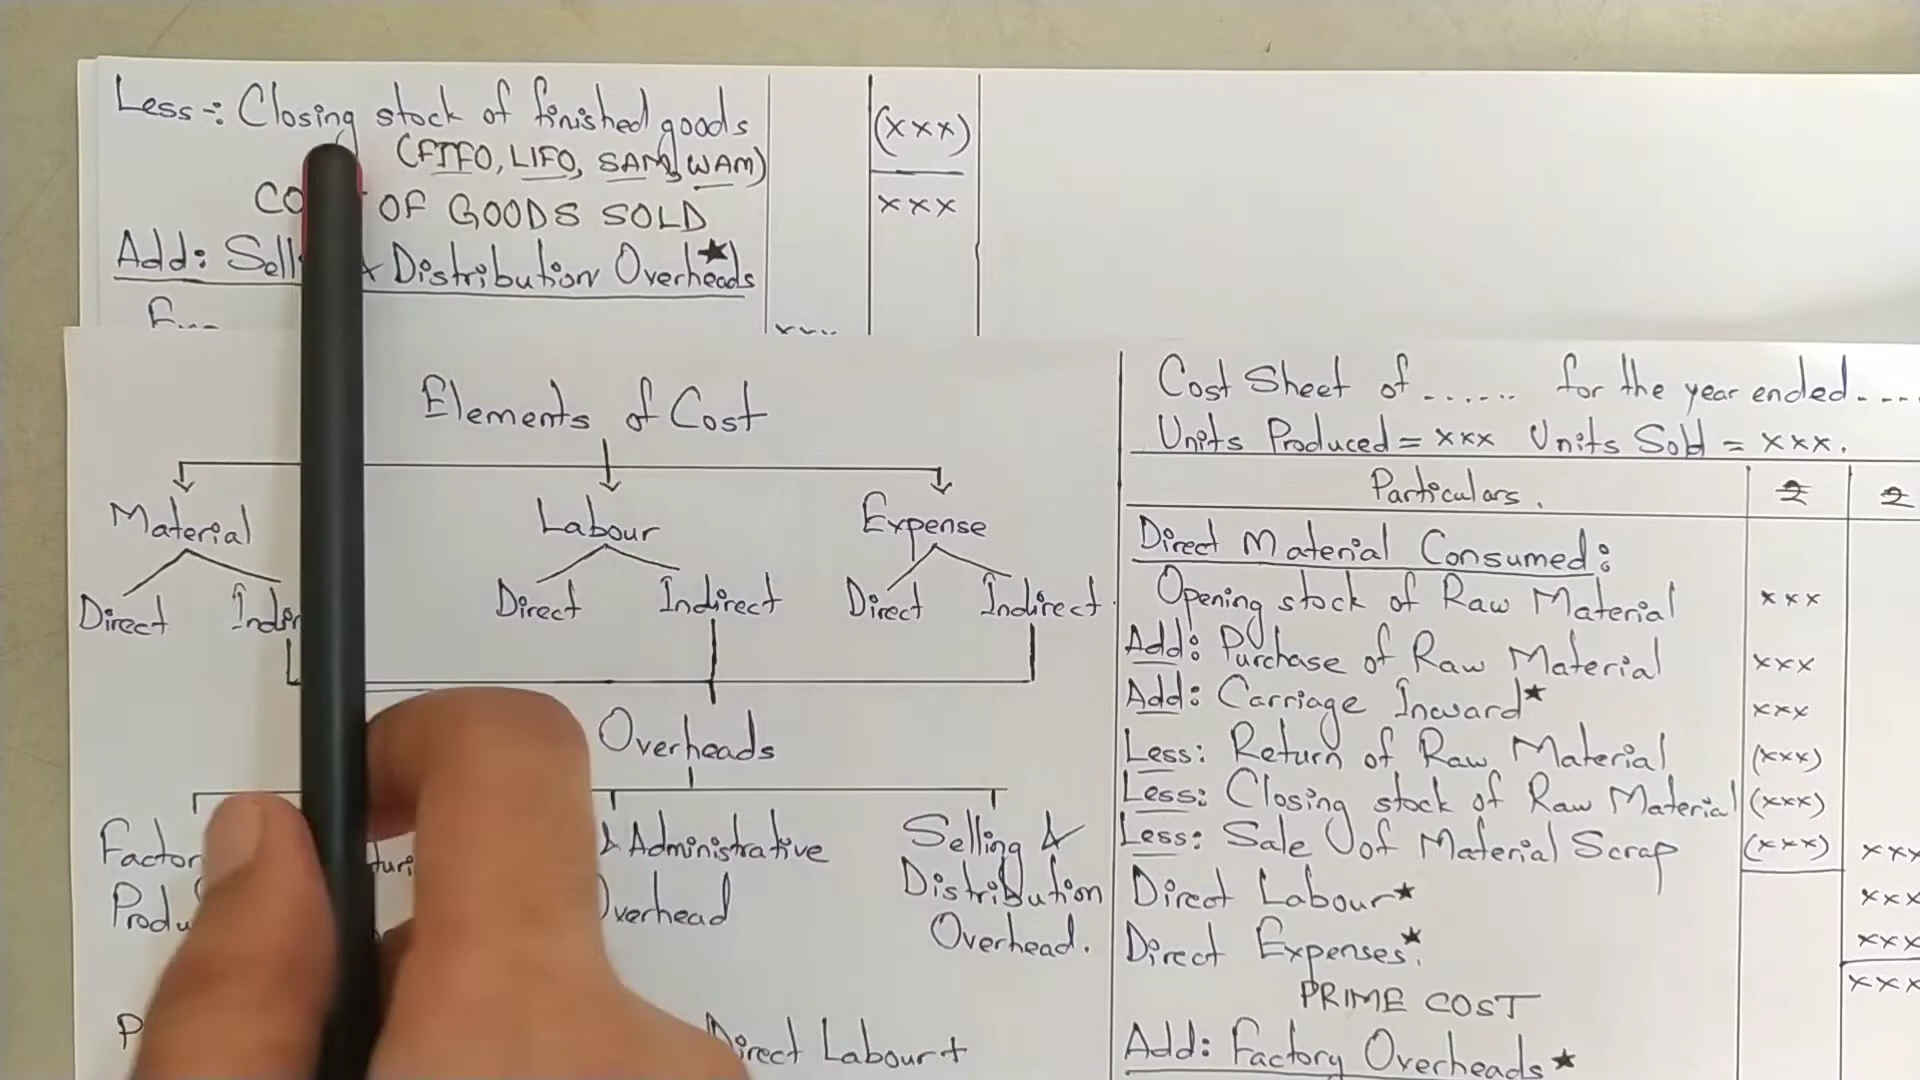 Less-: Closing stock of finished goods (xxx)
(FIFO, LIFO, SAM, WAM)
OF GOODS SOLD xxx
Add: & Distribution Overheads★
Elements of Cost
Material Labour Expense
Direct Direct Indirect Direct Indirect
Overheads
& Administrative
Overhead
Selling &
Distribution
Overhead.
Direct Labour +
Cost Sheet of ...... for the year ended....
Units Produced = xxx Units Sold = xxx.
Particulars. ₹ ₹
Direct Material Consumed:
Opening stock of Raw Material xxx
Add: Purchase of Raw Material xxx
Add: Carriage Inward★ xxx
Less: Return of Raw Material (xxx)
Less: Closing stock of Raw Material (xxx)
Less: Sale of Material Scrap (xxx) xxx
Direct Labour★ xxx
Direct Expenses★. xxx
PRIME COST xxx
Add: Factory Overheads★